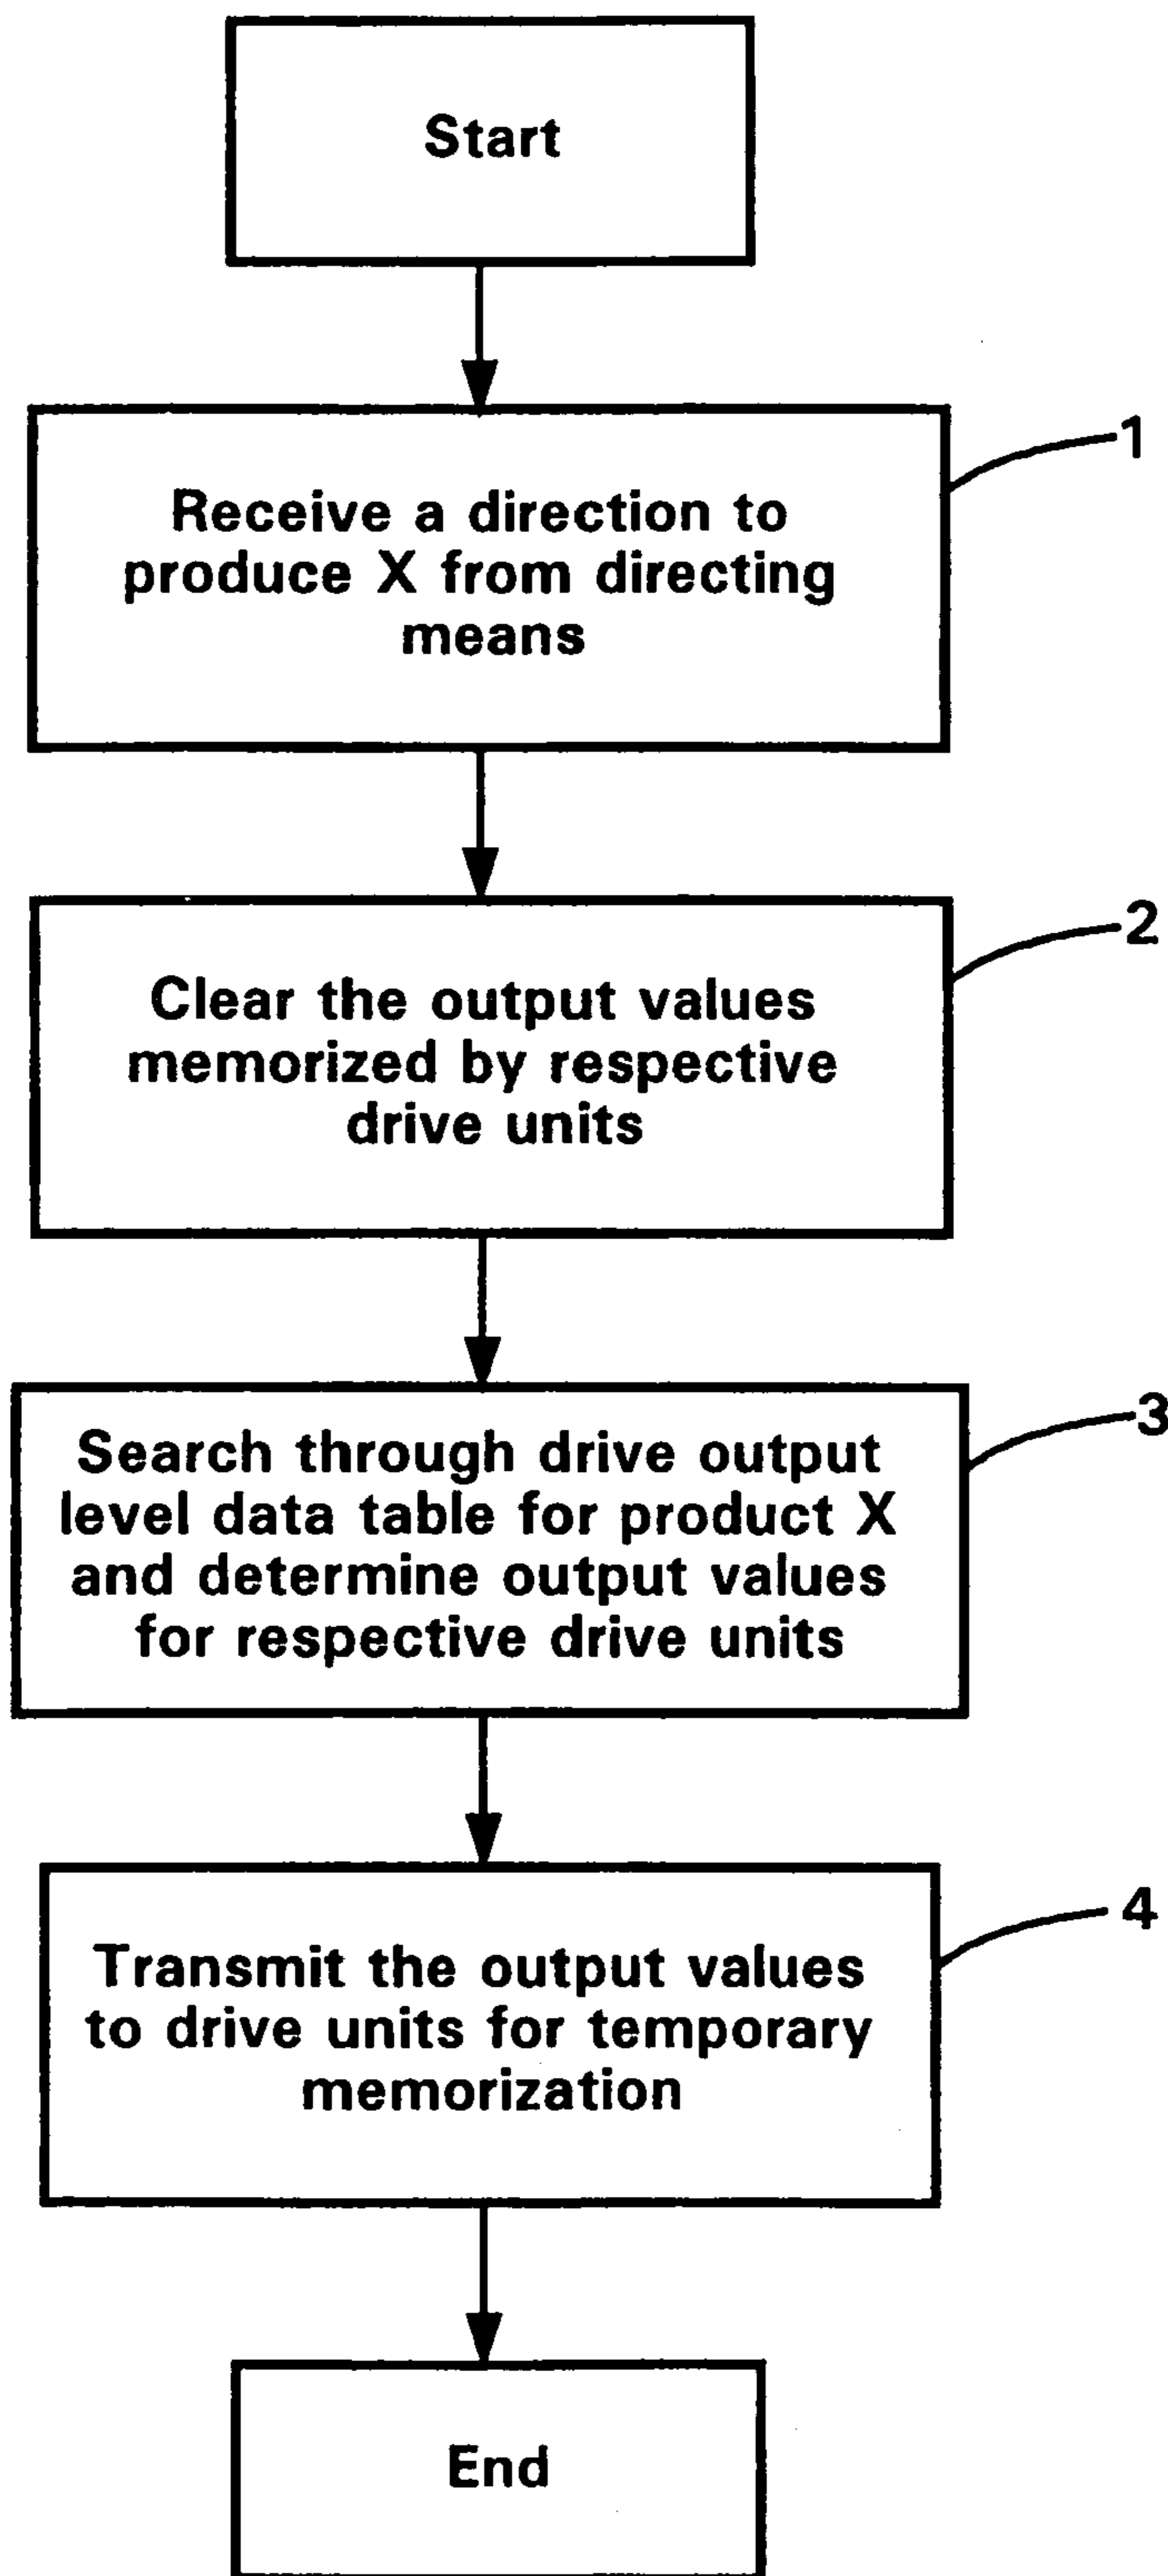 Start
1
Receive a direction to
produce X from directing
means
2
Clear the output values
memorized by respective
drive units
3
Search through drive output
level data table for product X
and determine output values
for respective drive units
4
Transmit the output values
to drive units for temporary
memorization
End